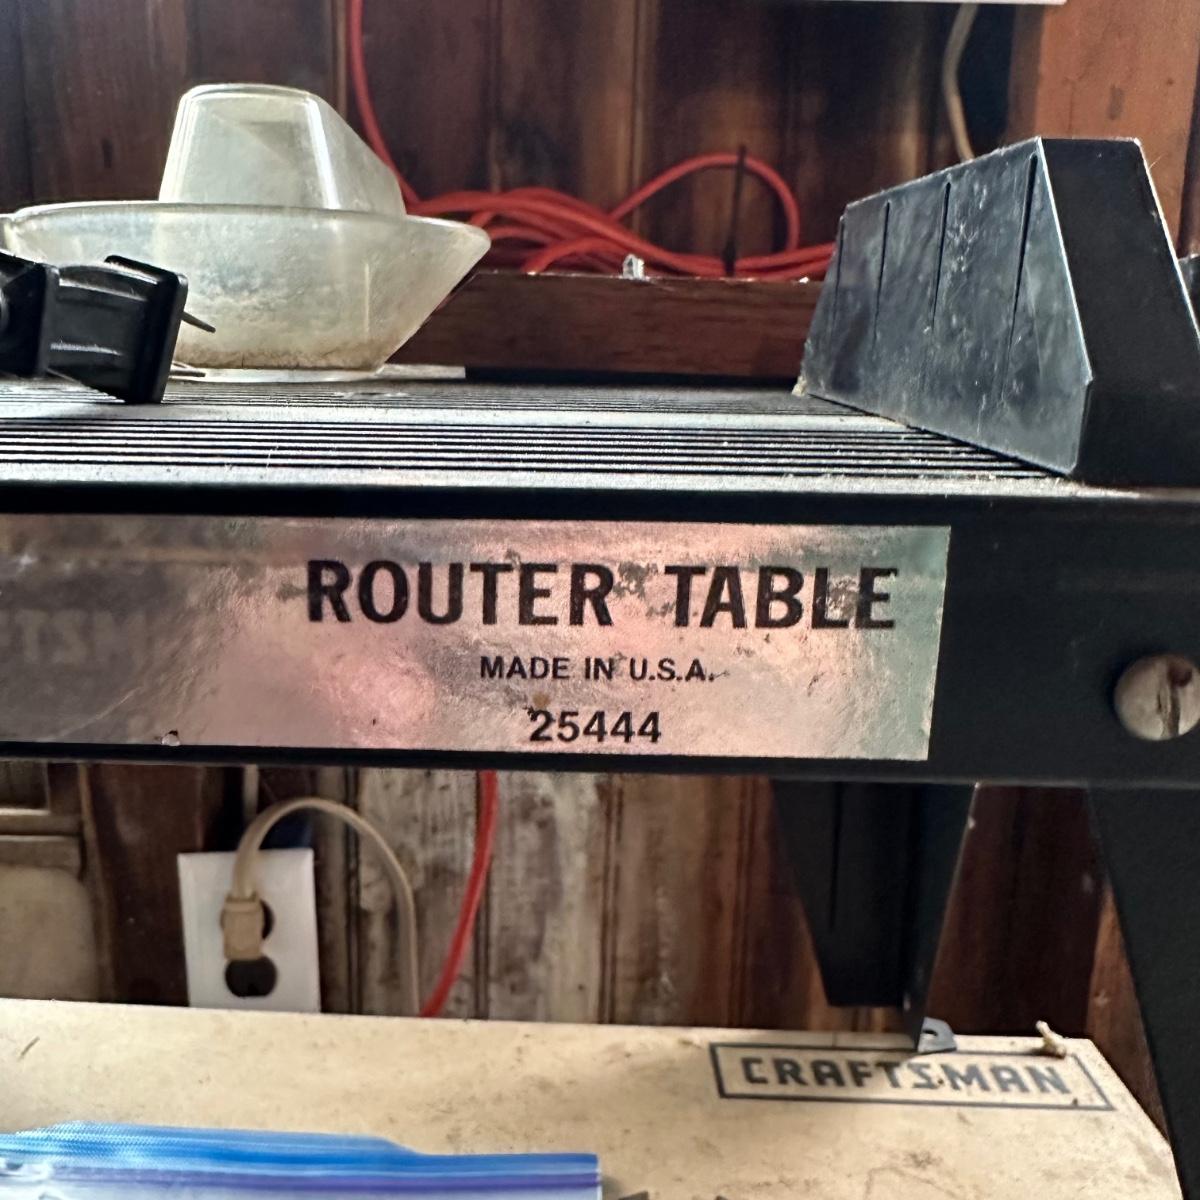 ROUTER TABLE
MADE IN U.S.A.
25444
CRAFTSMAN